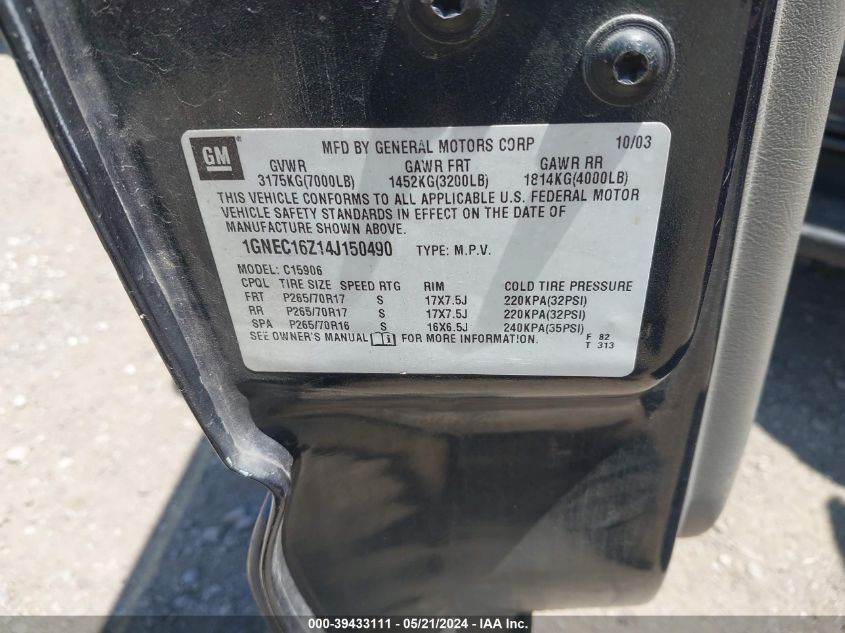 GM
MFD BY GENERAL MOTORS CORP 10/03
GVWR GAWR FRT GAWR RR
3175KG(7000LB) 1452KG(3200LB) 1814KG(4000LB)
THIS VEHICLE CONFORMS TO ALL APPLICABLE U.S. FEDERAL MOTOR
VEHICLE SAFETY STANDARDS IN EFFECT ON THE DATE OF
MANUFACTURE SHOWN ABOVE.
1GNEC16Z14J150490 TYPE: M.P.V.
MODEL: C15906
CPQL TIRE SIZE SPEED RTG RIM COLD TIRE PRESSURE
FRT P265/70R17 S 17X7.5J 220KPA(32PSI)
RR P265/70R17 S 17X7.5J 220KPA(32PSI)
SPA P265/70R16 S 16X6.5J 240KPA(35PSI)
SEE OWNER'S MANUAL FOR MORE INFORMATION. F 82
T 313
000-39433111 - 05/21/2024 - IAA Inc.